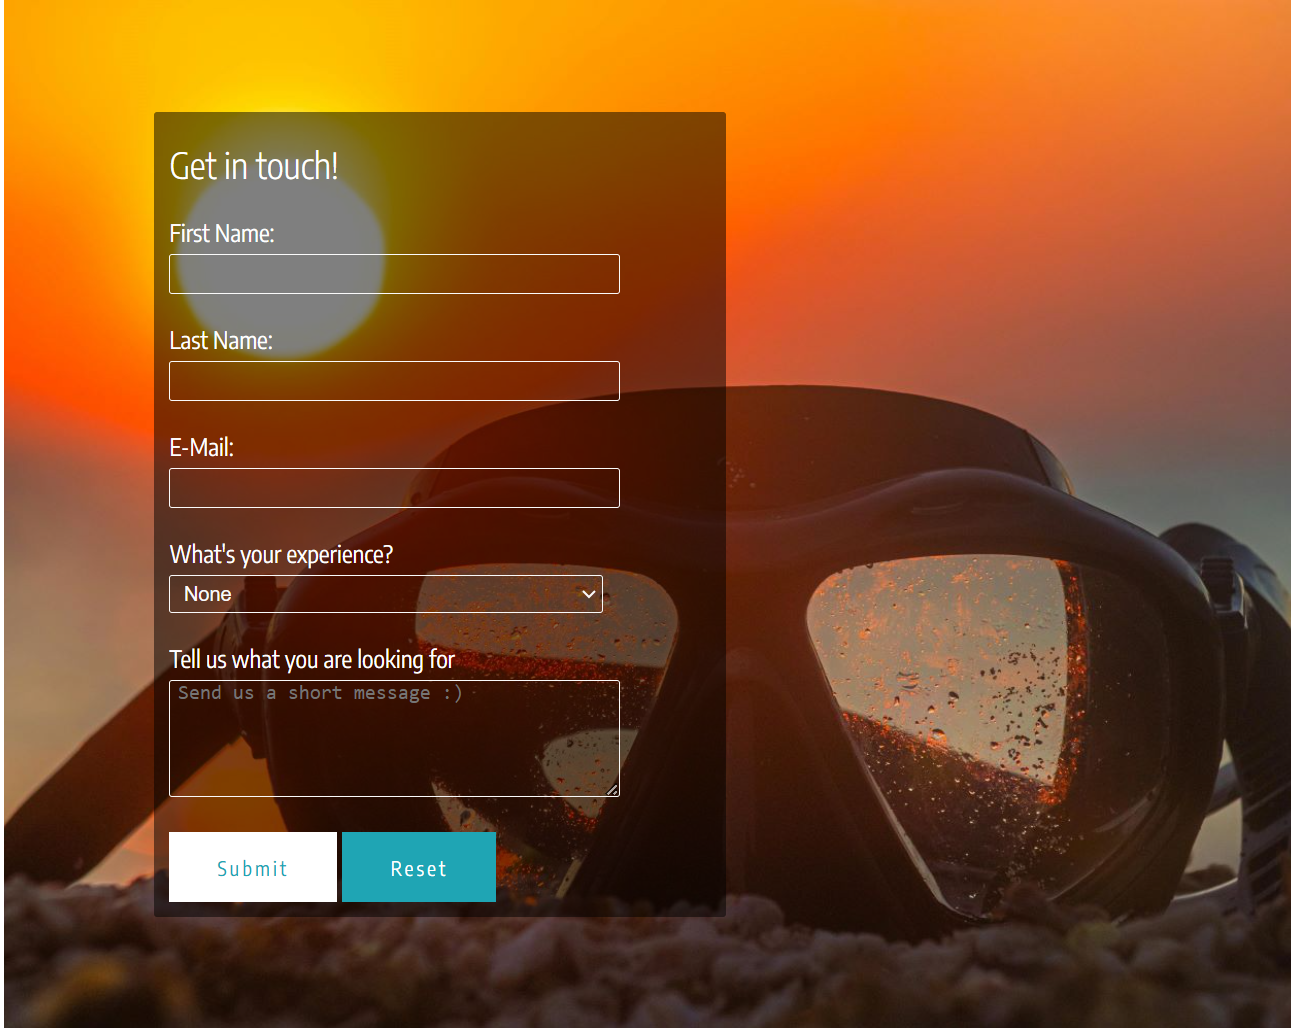 Get in touch!
First Name:
Last Name:
E-Mail:
What's your experience?
None
Tell us what you are looking for
Send us a short message :)
Submit Reset